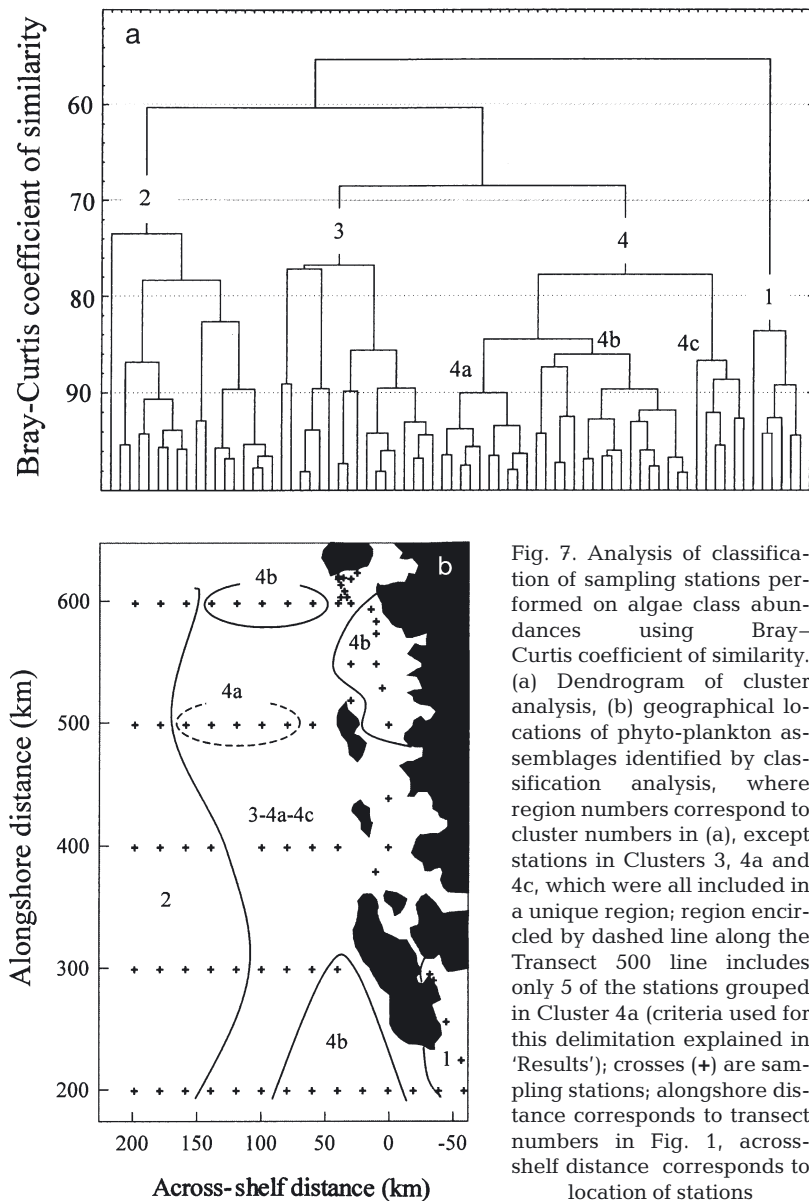 a
Bray-Curtis coefficient of similarity
60
70
80
90
2
3
4
1
4a
4b
4c
b
Alongshore distance (km)
600
500
400
300
200
4b
4b
4a
3-4a-4c
2
4b
1
200
150
100
50
0
-50
Across-shelf distance (km)
Fig. 7. Analysis of classifica-
tion of sampling stations per-
formed on algae class abun-
dances using Bray–
Curtis coefficient of similarity.
(a) Dendrogram of cluster
analysis, (b) geographical lo-
cations of phyto-plankton as-
semblages identified by clas-
sification analysis, where
region numbers correspond to
cluster numbers in (a), except
stations in Clusters 3, 4a and
4c, which were all included in
a unique region; region encir-
cled by dashed line along the
Transect 500 line includes
only 5 of the stations grouped
in Cluster 4a (criteria used for
this delimitation explained in
'Results'); crosses (+) are sam-
pling stations; alongshore dis-
tance corresponds to transect
numbers in Fig. 1, across-
shelf distance corresponds to
location of stations